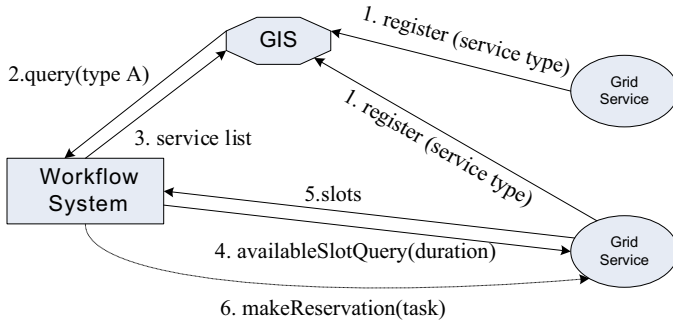 1. register (service type)
GIS
2.query(type A)
Grid
Service
1. register (service type)
3. service list
Workflow
System
5.slots
Grid
Service
4. availableSlotQuery(duration)
6. makeReservation(task)